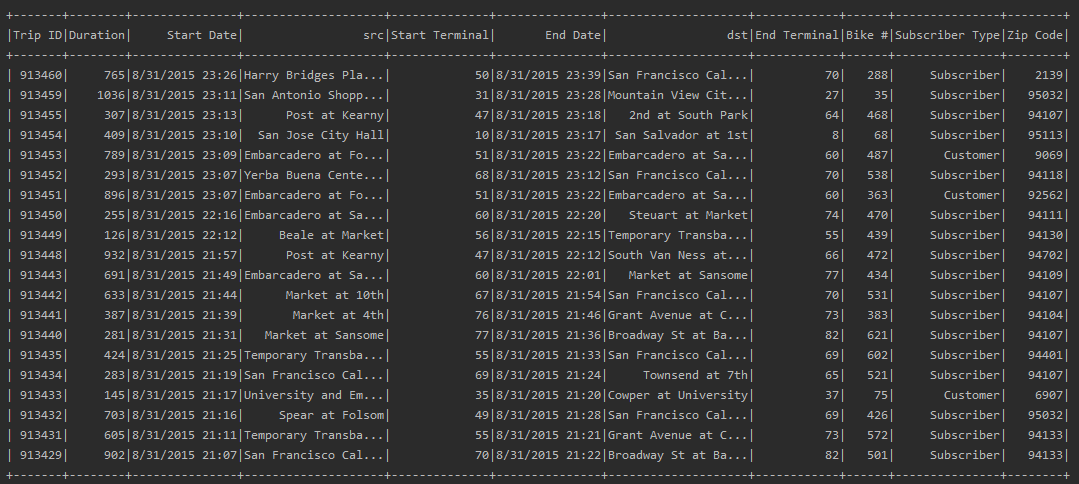 +-------+--------+---------------+--------------------+--------------+---------------+--------------------+------------+------+---------------+--------+
|Trip ID|Duration|     Start Date|                 src|Start Terminal|       End Date|                 dst|End Terminal|Bike #|Subscriber Type|Zip Code|
+-------+--------+---------------+--------------------+--------------+---------------+--------------------+------------+------+---------------+--------+
| 913460|     765|8/31/2015 23:26|Harry Bridges Pla...|            50|8/31/2015 23:39|San Francisco Cal...|          70|   288|     Subscriber|    2139|
| 913459|    1036|8/31/2015 23:11|San Antonio Shopp...|            31|8/31/2015 23:28|Mountain View Cit...|          27|    35|     Subscriber|   95032|
| 913455|     307|8/31/2015 23:13|      Post at Kearny|            47|8/31/2015 23:18|   2nd at South Park|          64|   468|     Subscriber|   94107|
| 913454|     409|8/31/2015 23:10|  San Jose City Hall|            10|8/31/2015 23:17| San Salvador at 1st|           8|    68|     Subscriber|   95113|
| 913453|     789|8/31/2015 23:09|Embarcadero at Fo...|            51|8/31/2015 23:22|Embarcadero at Sa...|          60|   487|       Customer|    9069|
| 913452|     293|8/31/2015 23:07|Yerba Buena Cente...|            68|8/31/2015 23:12|San Francisco Cal...|          70|   538|     Subscriber|   94118|
| 913451|     896|8/31/2015 23:07|Embarcadero at Fo...|            51|8/31/2015 23:22|Embarcadero at Sa...|          60|   363|       Customer|   92562|
| 913450|     255|8/31/2015 22:16|Embarcadero at Sa...|            60|8/31/2015 22:20|   Steuart at Market|          74|   470|     Subscriber|   94111|
| 913449|     126|8/31/2015 22:12|     Beale at Market|            56|8/31/2015 22:15|Temporary Transba...|          55|   439|     Subscriber|   94130|
| 913448|     932|8/31/2015 21:57|      Post at Kearny|            47|8/31/2015 22:12|South Van Ness at...|          66|   472|     Subscriber|   94702|
| 913443|     691|8/31/2015 21:49|Embarcadero at Sa...|            60|8/31/2015 22:01|   Market at Sansome|          77|   434|     Subscriber|   94109|
| 913442|     633|8/31/2015 21:44|      Market at 10th|            67|8/31/2015 21:54|San Francisco Cal...|          70|   531|     Subscriber|   94107|
| 913441|     387|8/31/2015 21:39|       Market at 4th|            76|8/31/2015 21:46|Grant Avenue at C...|          73|   383|     Subscriber|   94104|
| 913440|     281|8/31/2015 21:31|   Market at Sansome|            77|8/31/2015 21:36|Broadway St at Ba...|          82|   621|     Subscriber|   94107|
| 913435|     424|8/31/2015 21:25|Temporary Transba...|            55|8/31/2015 21:33|San Francisco Cal...|          69|   602|     Subscriber|   94401|
| 913434|     283|8/31/2015 21:19|San Francisco Cal...|            69|8/31/2015 21:24|     Townsend at 7th|          65|   521|     Subscriber|   94107|
| 913433|     145|8/31/2015 21:17|University and Em...|            35|8/31/2015 21:20|Cowper at University|          37|    75|       Customer|    6907|
| 913432|     703|8/31/2015 21:16|     Spear at Folsom|            49|8/31/2015 21:28|San Francisco Cal...|          69|   426|     Subscriber|   95032|
| 913431|     605|8/31/2015 21:11|Temporary Transba...|            55|8/31/2015 21:21|Grant Avenue at C...|          73|   572|     Subscriber|   94133|
| 913429|     902|8/31/2015 21:07|San Francisco Cal...|            70|8/31/2015 21:22|Broadway St at Ba...|          82|   501|     Subscriber|   94133|
+-------+--------+---------------+--------------------+--------------+---------------+--------------------+------------+------+---------------+--------+